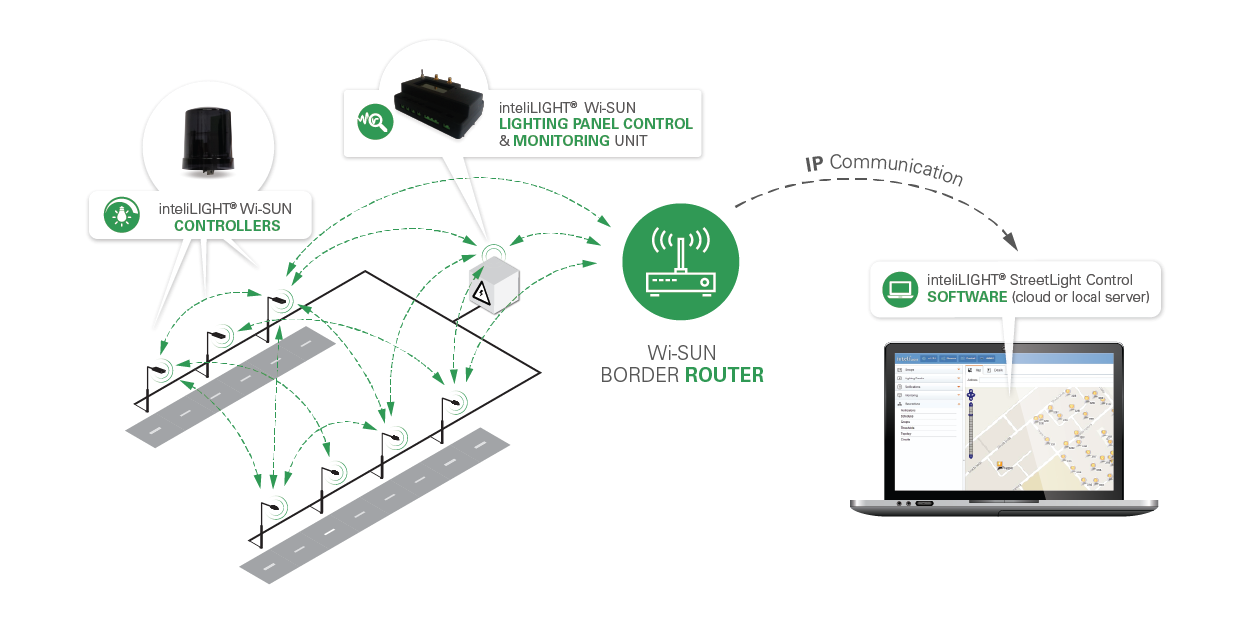 inteliLIGHT® Wi-SUN
LIGHTING PANEL CONTROL
& MONITORING UNIT
inteliLIGHT® Wi-SUN
CONTROLLERS
IP Communication
inteliLIGHT® StreetLight Control
SOFTWARE (cloud or local server)
Wi-SUN
BORDER ROUTER